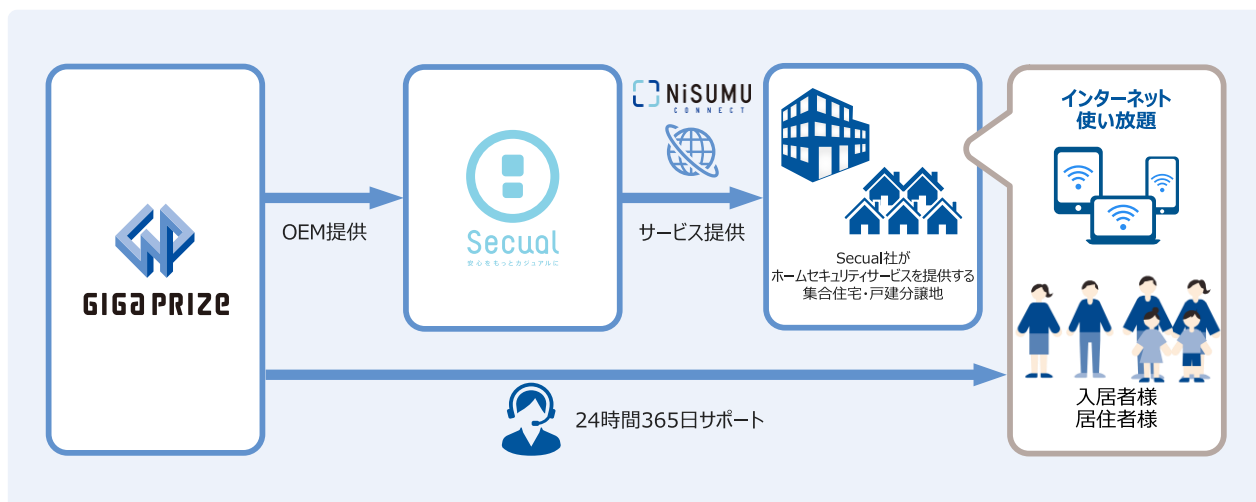 GIGA PRIZE
OEM提供
Secual
安心をもっとカジュアルに
NiSUMU
CONNECT
サービス提供
Secual社が
ホームセキュリティサービスを提供する
集合住宅・戸建分譲地
インターネット
使い放題
入居者様
居住者様
24時間365日サポート